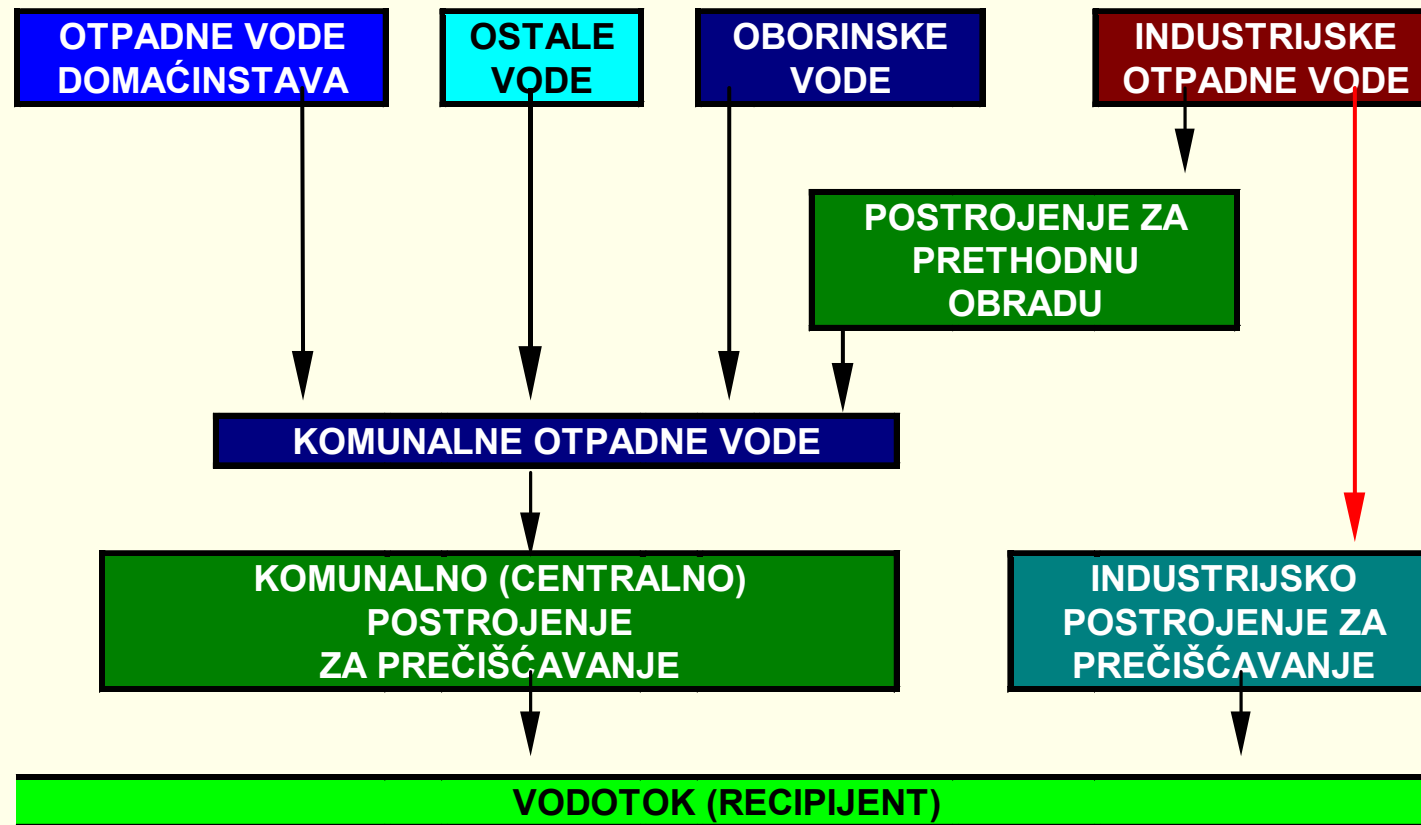 OTPADNE VODE
DOMAĆINSTAVA
OSTALE
VODE
OBORINSKE
VODE
INDUSTRIJSKE
OTPADNE VODE
POSTROJENJE ZA
PRETHODNU
OBRADU
KOMUNALNE OTPADNE VODE
KOMUNALNO (CENTRALNO)
POSTROJENJE
ZA PREČIŠĆAVANJE
INDUSTRIJSKO
POSTROJENJE ZA
PREČIŠĆAVANJE
VODOTOK (RECIPIJENT)